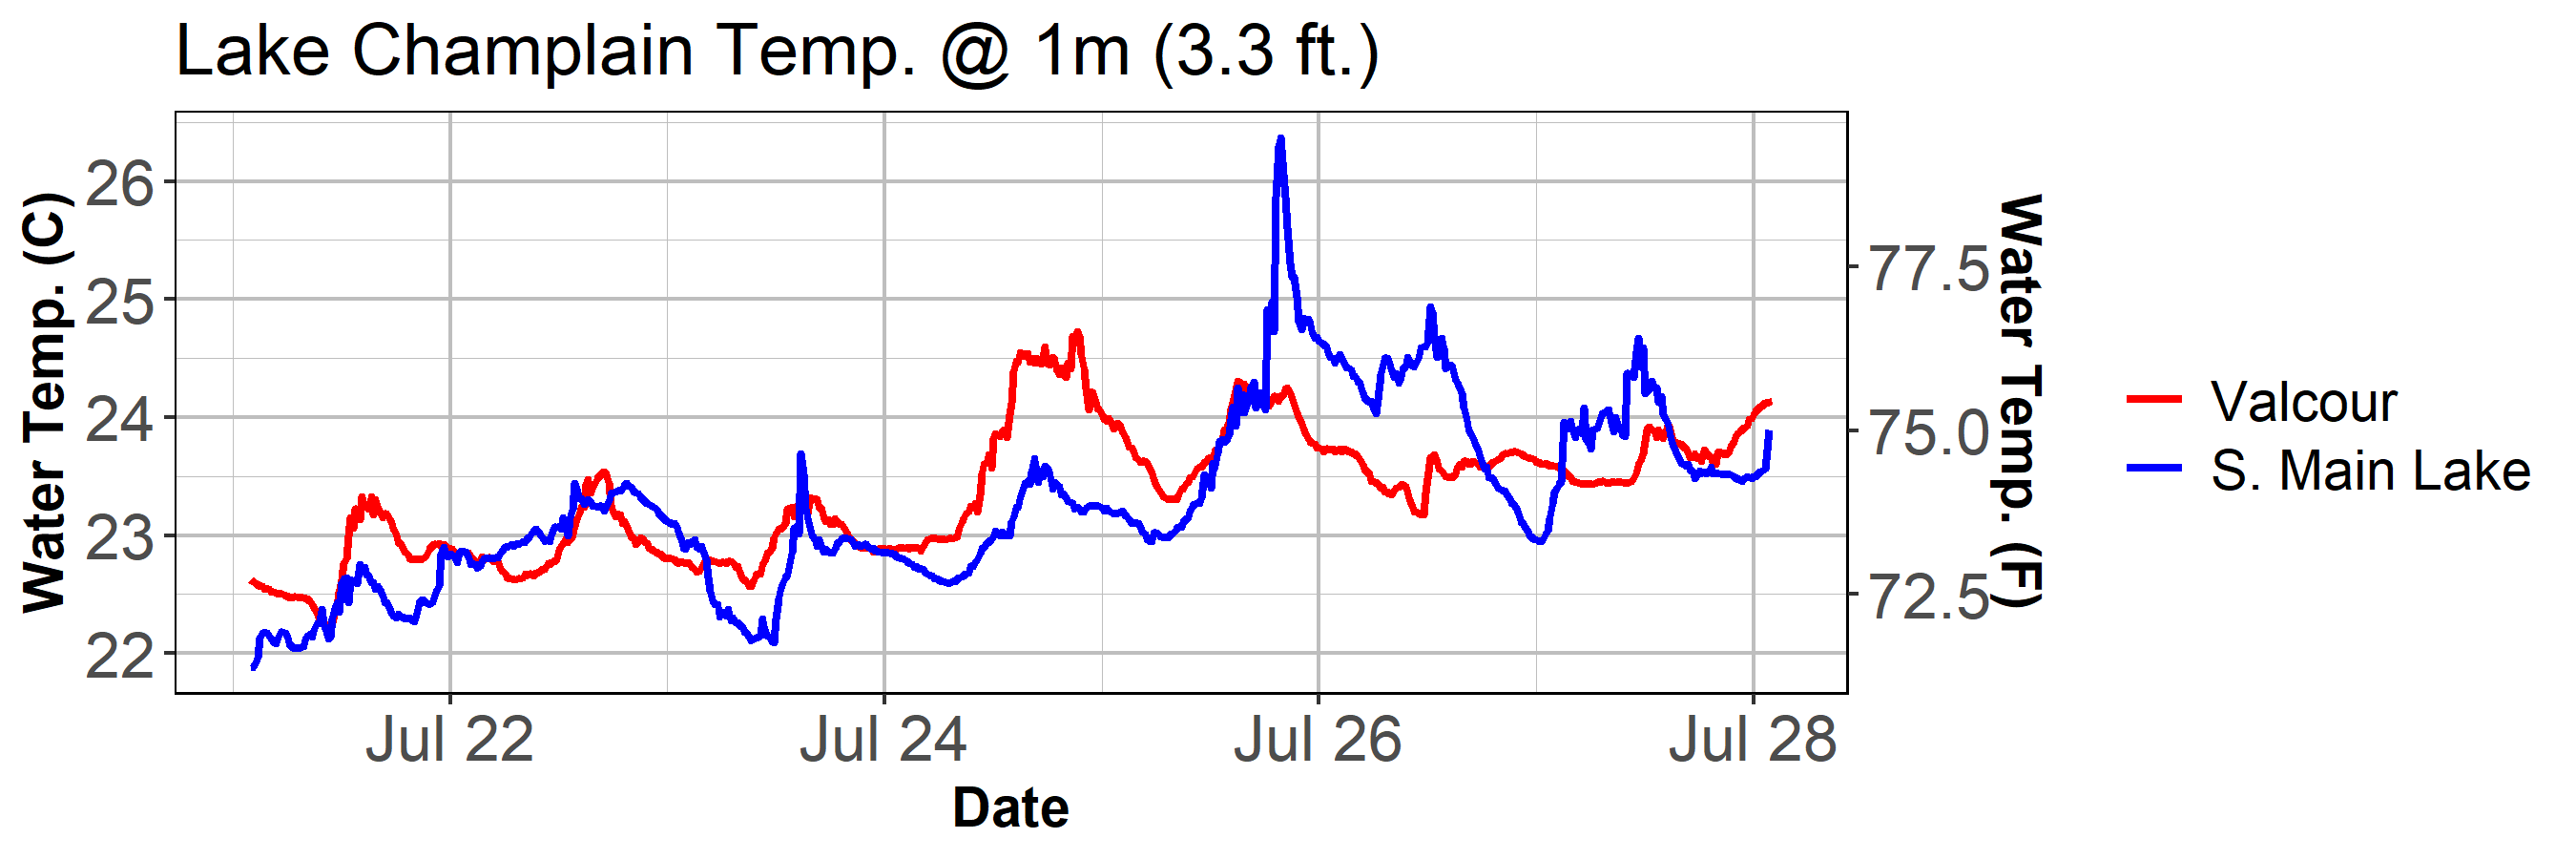 Lake Champlain Temp. @ 1m (3.3 ft.)
Water Temp. (C)
26
25
24
23
22
77.5
75.0
72.5
Water Temp. (F)
Jul 22
Jul 24
Jul 26
Jul 28
Date
Valcour
S. Main Lake